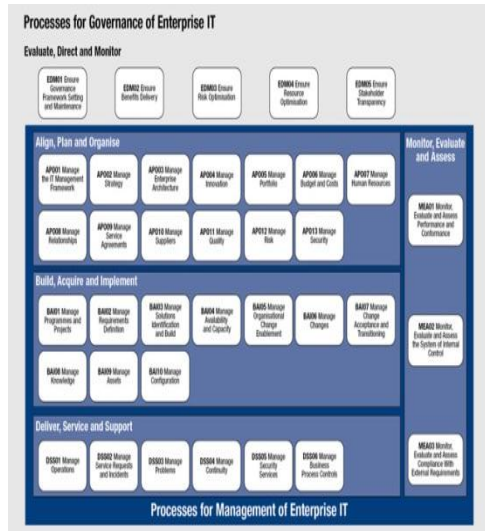 Processes for Governance of Enterprise IT
Evaluate, Direct and Monitor
EDM01 Ensure
Governance
Framework Setting
and Maintenance
EDM02 Ensure
Benefits Delivery
EDM03 Ensure
Risk Optimisation
EDM04 Ensure
Resource
Optimisation
EDM05 Ensure
Stakeholder
Transparency
Align, Plan and Organise
APO01 Manage
the IT Management
Framework
APO02 Manage
Strategy
APO03 Manage
Enterprise
Architecture
APO04 Manage
Innovation
APO05 Manage
Portfolio
APO06 Manage
Budget and Costs
APO07 Manage
Human Resources
APO08 Manage
Relationships
APO09 Manage
Service
Agreements
APO10 Manage
Suppliers
APO11 Manage
Quality
APO12 Manage
Risk
APO13 Manage
Security
Build, Acquire and Implement
BAI01 Manage
Programmes and
Projects
BAI02 Manage
Requirements
Definition
BAI03 Manage
Solutions
Identification
and Build
BAI04 Manage
Availability
and Capacity
BAI05 Manage
Organisational
Change
Enablement
BAI06 Manage
Changes
BAI07 Manage
Change
Acceptance and
Transitioning
BAI08 Manage
Knowledge
BAI09 Manage
Assets
BAI10 Manage
Configuration
Deliver, Service and Support
DSS01 Manage
Operations
DSS02 Manage
Service Requests
and Incidents
DSS03 Manage
Problems
DSS04 Manage
Continuity
DSS05 Manage
Security
Services
DSS06 Manage
Business
Process Controls
Monitor, Evaluate
and Assess
MEA01 Monitor,
Evaluate and Assess
Performance and
Conformance
MEA02 Monitor,
Evaluate and Assess
the System of Internal
Control
MEA03 Monitor,
Evaluate and Assess
Compliance With
External Requirements
Processes for Management of Enterprise IT